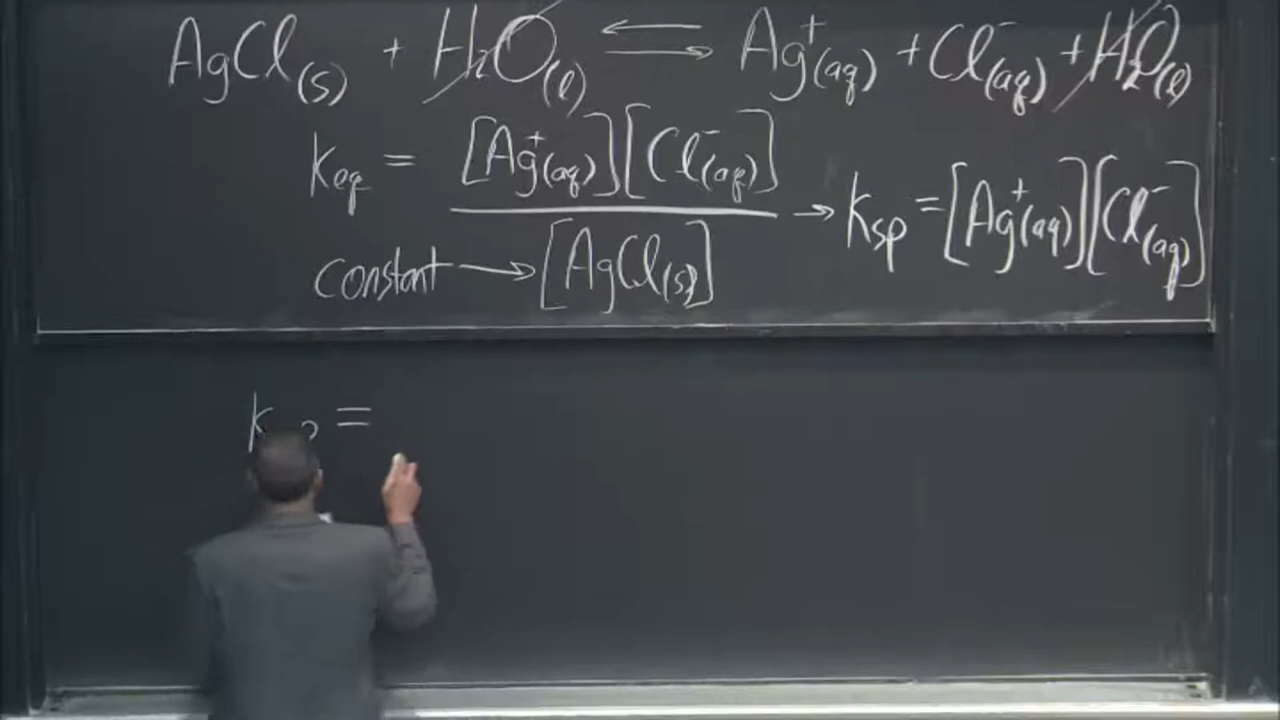 AgCl(s) + H₂O(l) ⇌ Ag⁺(aq) + Cl⁻(aq) + H₂O(l)
Keq = [Ag⁺(aq)][Cl⁻(aq)] → Ksp = [Ag⁺(aq)][Cl⁻(aq)]
constant → [AgCl(s)]
K p =